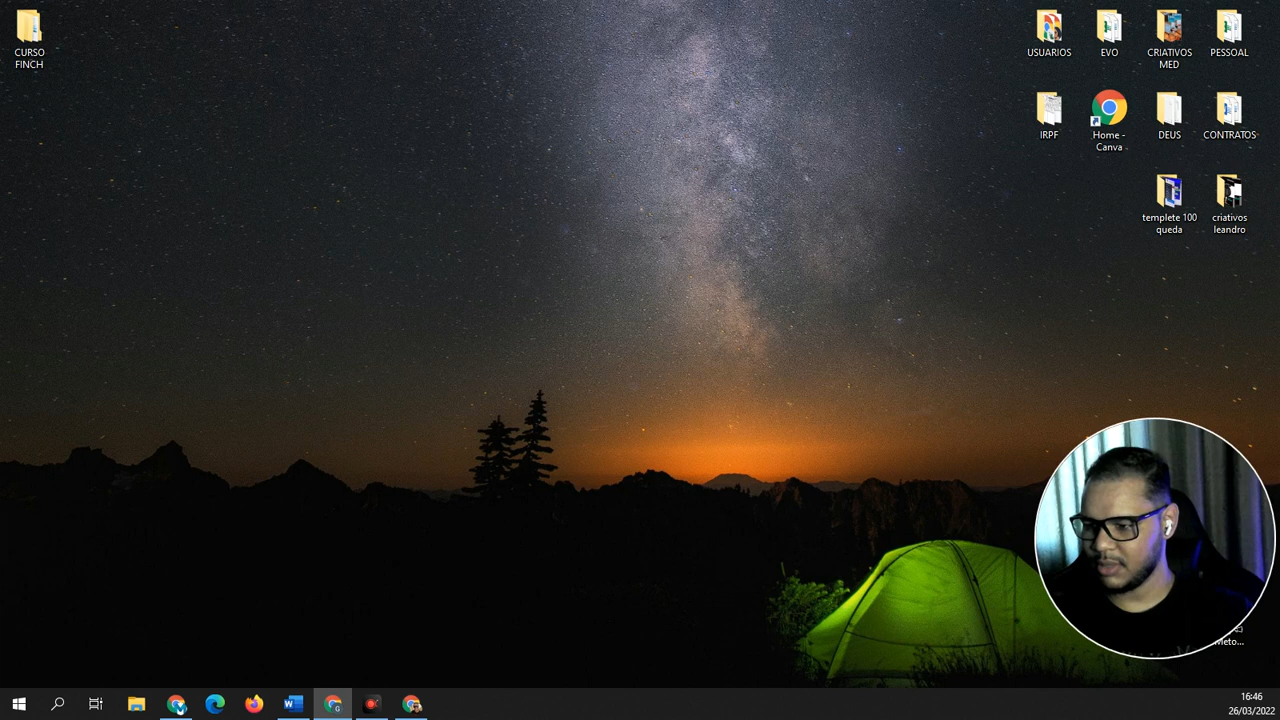 CURSO
FINCH
USUARIOS
EVO
CRIATIVOS
MED
PESSOAL
IRPF
Home -
Canva
DEUS
CONTRATOS
templete 100
queda
criativos
leandro
16:46
26/03/2022